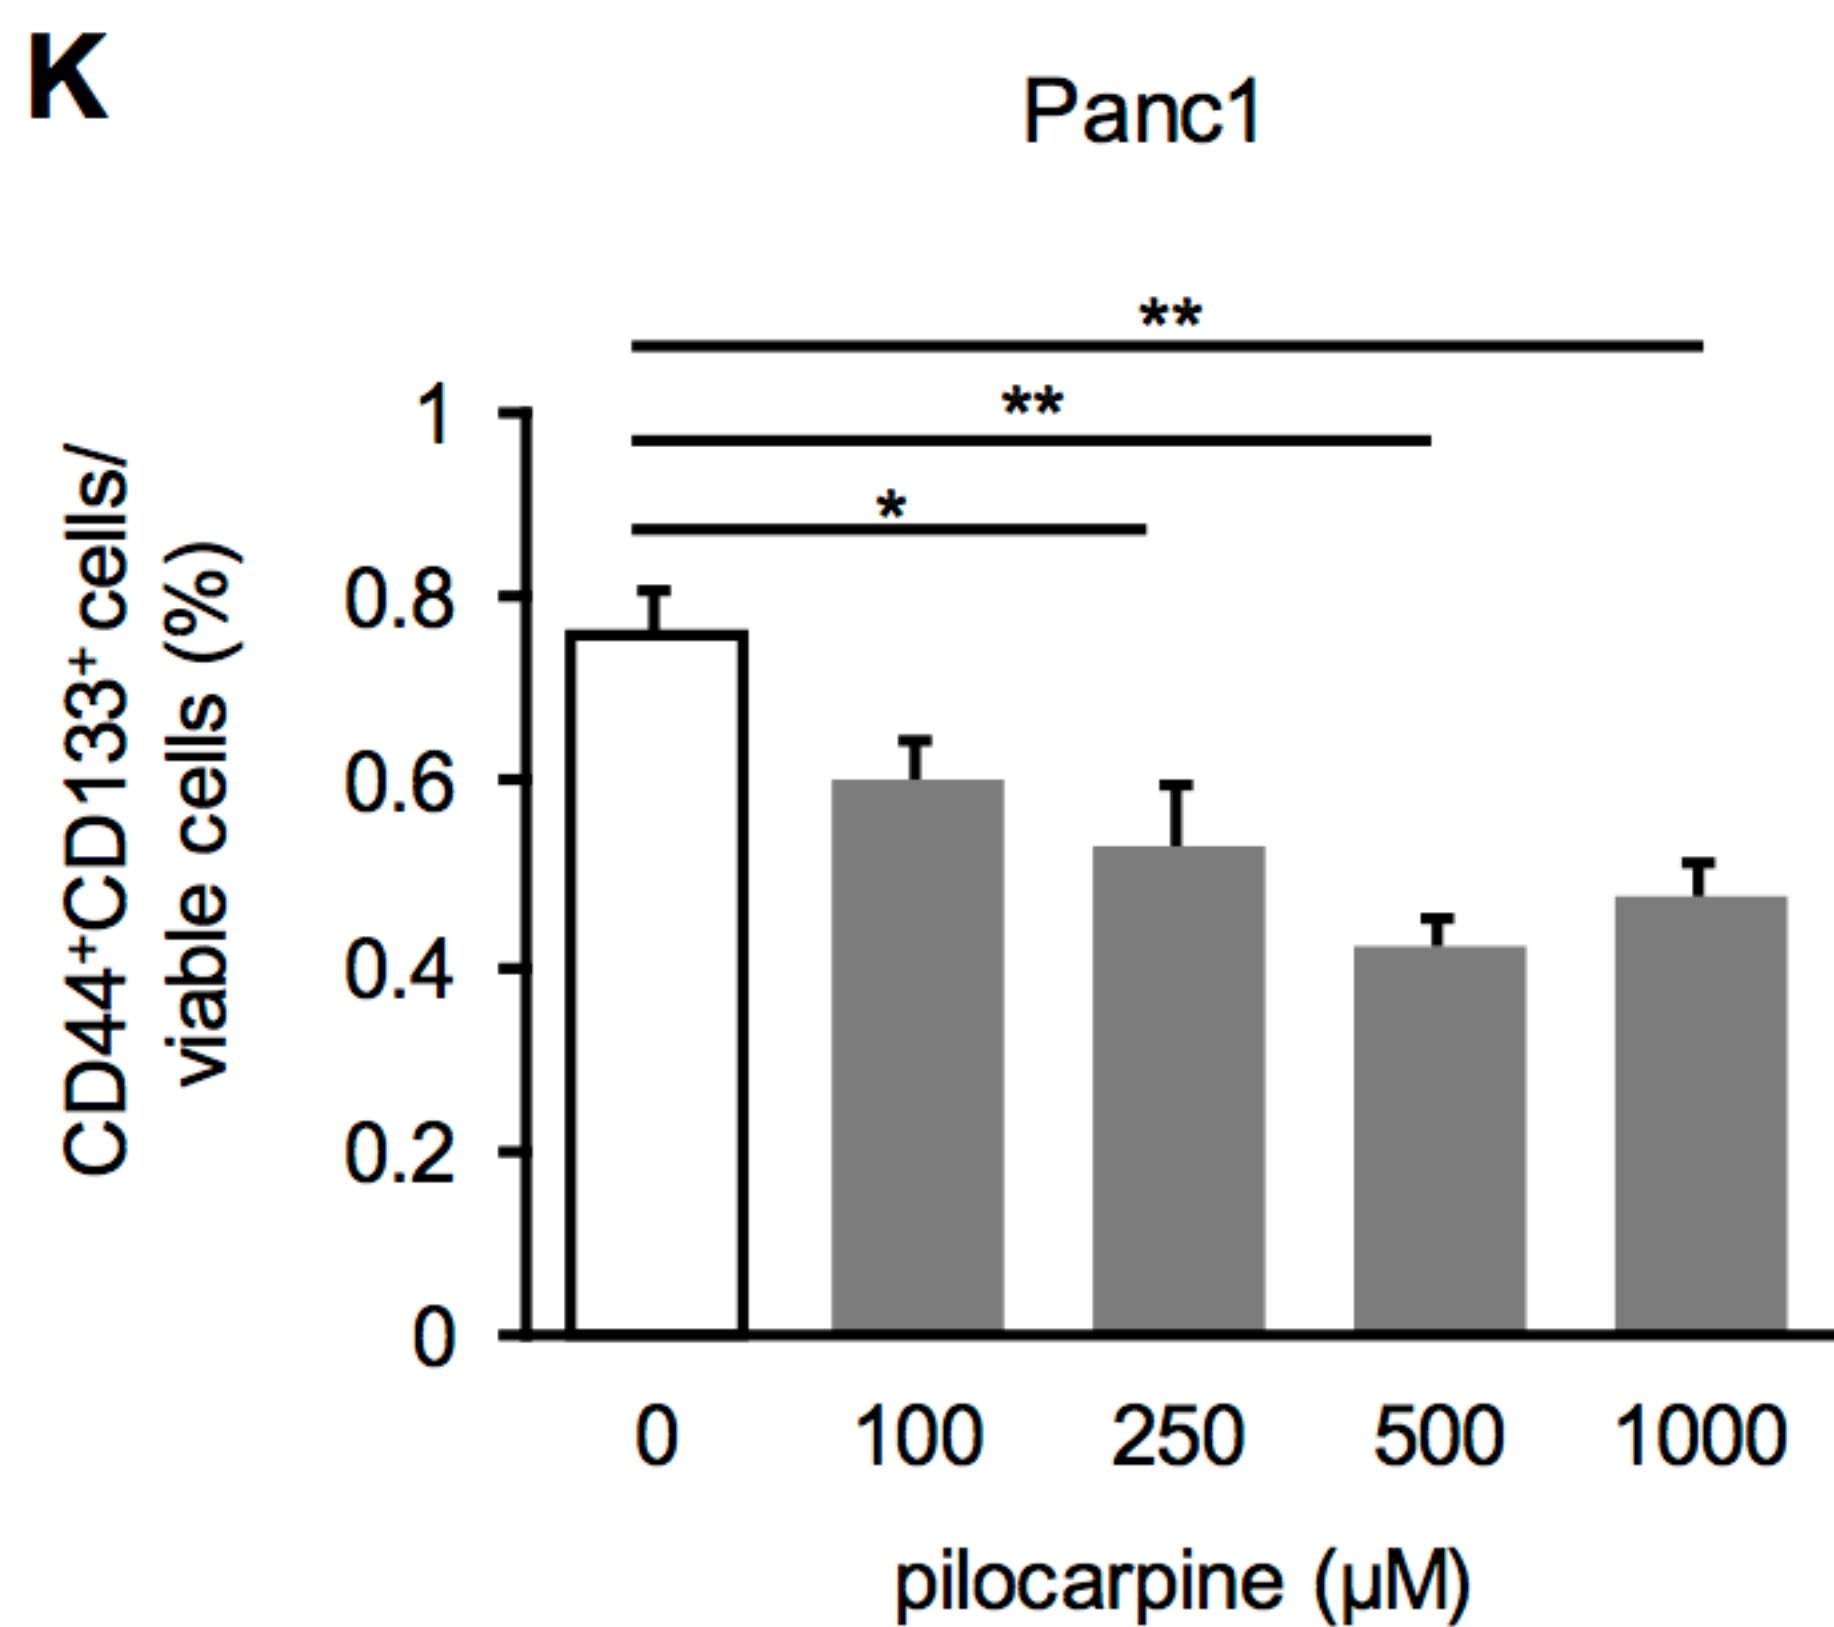 K
Panc1
**
**
*
1
0.8
0.6
0.4
0.2
0
CD44⁺CD133⁺ cells/
viable cells (%)
0 100 250 500 1000
pilocarpine (µM)